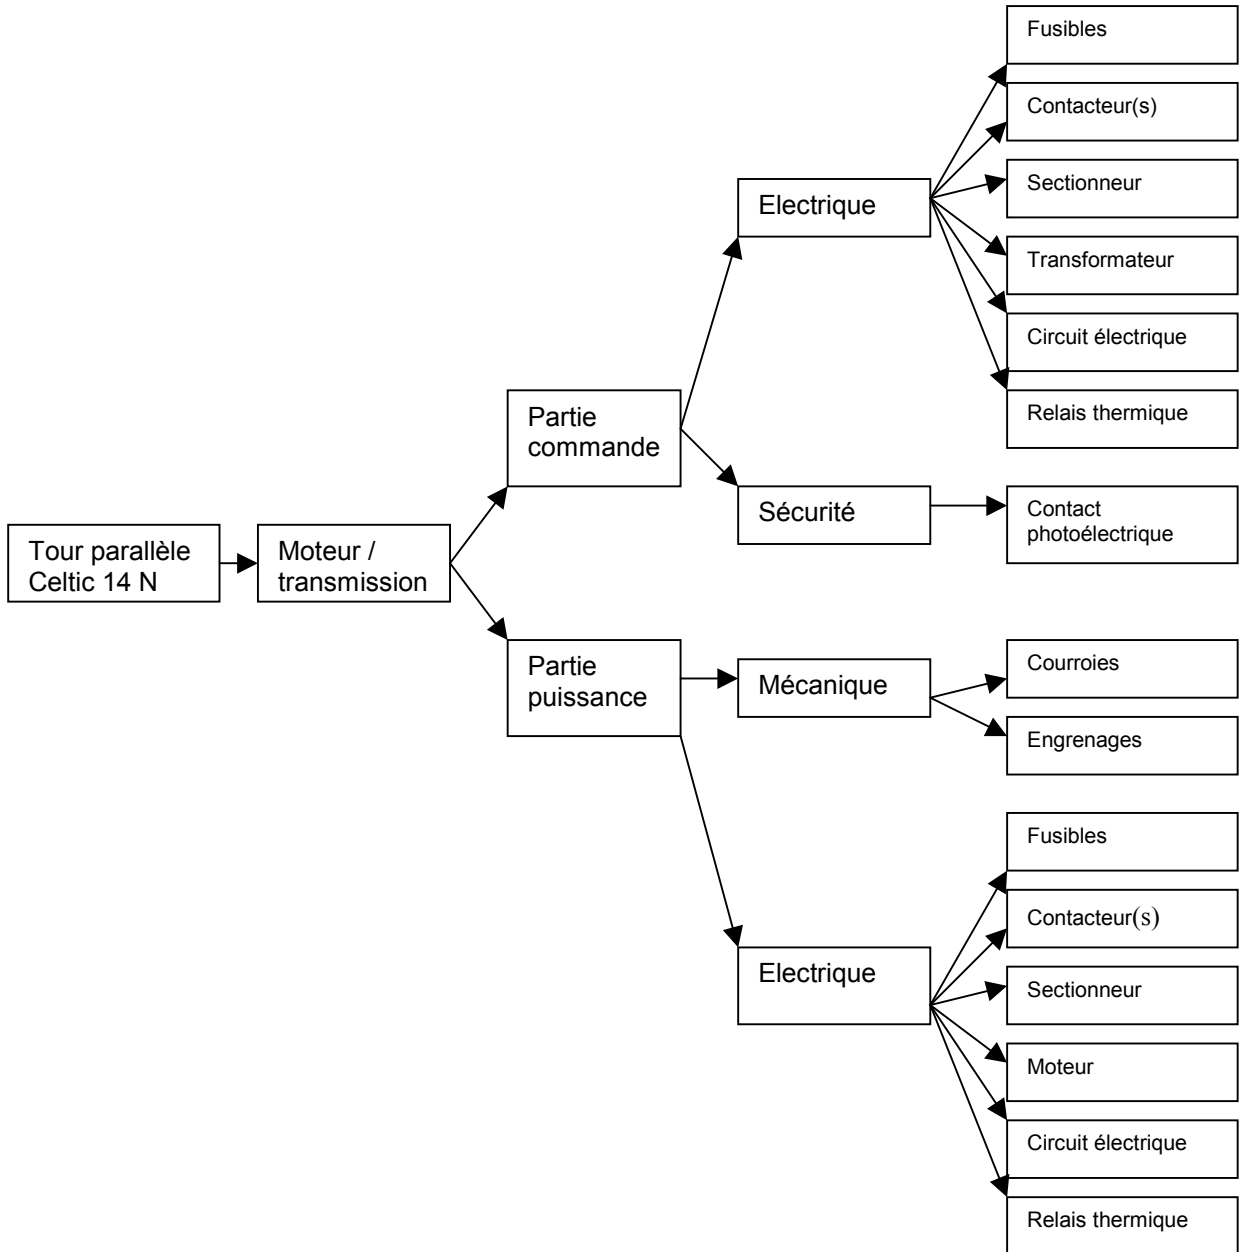 Fusibles
Contacteur(s)
Sectionneur
Electrique
Transformateur
Circuit électrique
Relais thermique
Partie
commande
Sécurité
Contact
photoélectrique
Tour parallèle
Celtic 14 N
Moteur /
transmission
Partie
puissance
Mécanique
Courroies
Engrenages
Fusibles
Contacteur(s)
Electrique
Sectionneur
Moteur
Circuit électrique
Relais thermique